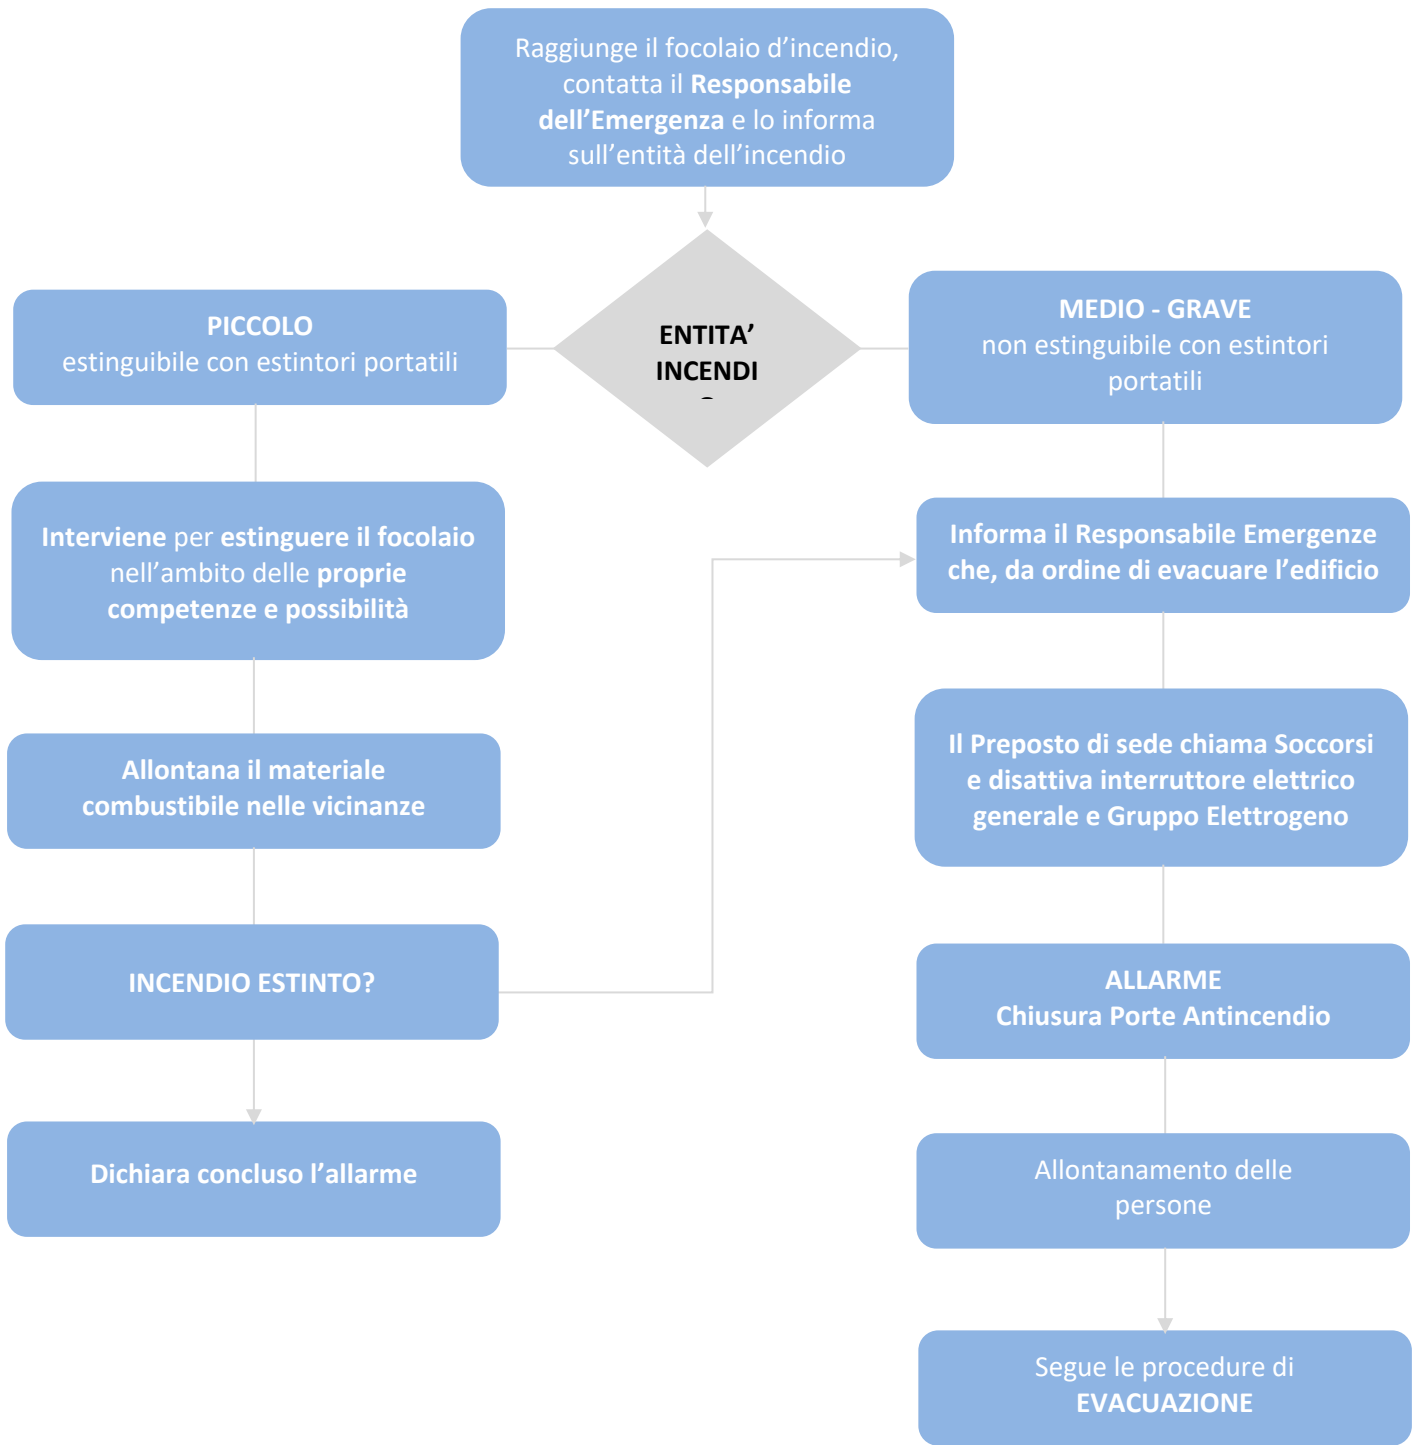 Raggiunge il focolaio d’incendio,
contatta il Responsabile
dell’Emergenza e lo informa
sull’entità dell’incendio
ENTITA’
INCENDI
PICCOLO
estinguibile con estintori portatili
Interviene per estinguere il focolaio
nell’ambito delle proprie
competenze e possibilità
Allontana il materiale
combustibile nelle vicinanze
INCENDIO ESTINTO?
Dichiara concluso l’allarme
MEDIO - GRAVE
non estinguibile con estintori
portatili
Informa il Responsabile Emergenze
che, da ordine di evacuare l’edificio
Il Preposto di sede chiama Soccorsi
e disattiva interruttore elettrico
generale e Gruppo Elettrogeno
ALLARME
Chiusura Porte Antincendio
Allontanamento delle
persone
Segue le procedure di
EVACUAZIONE